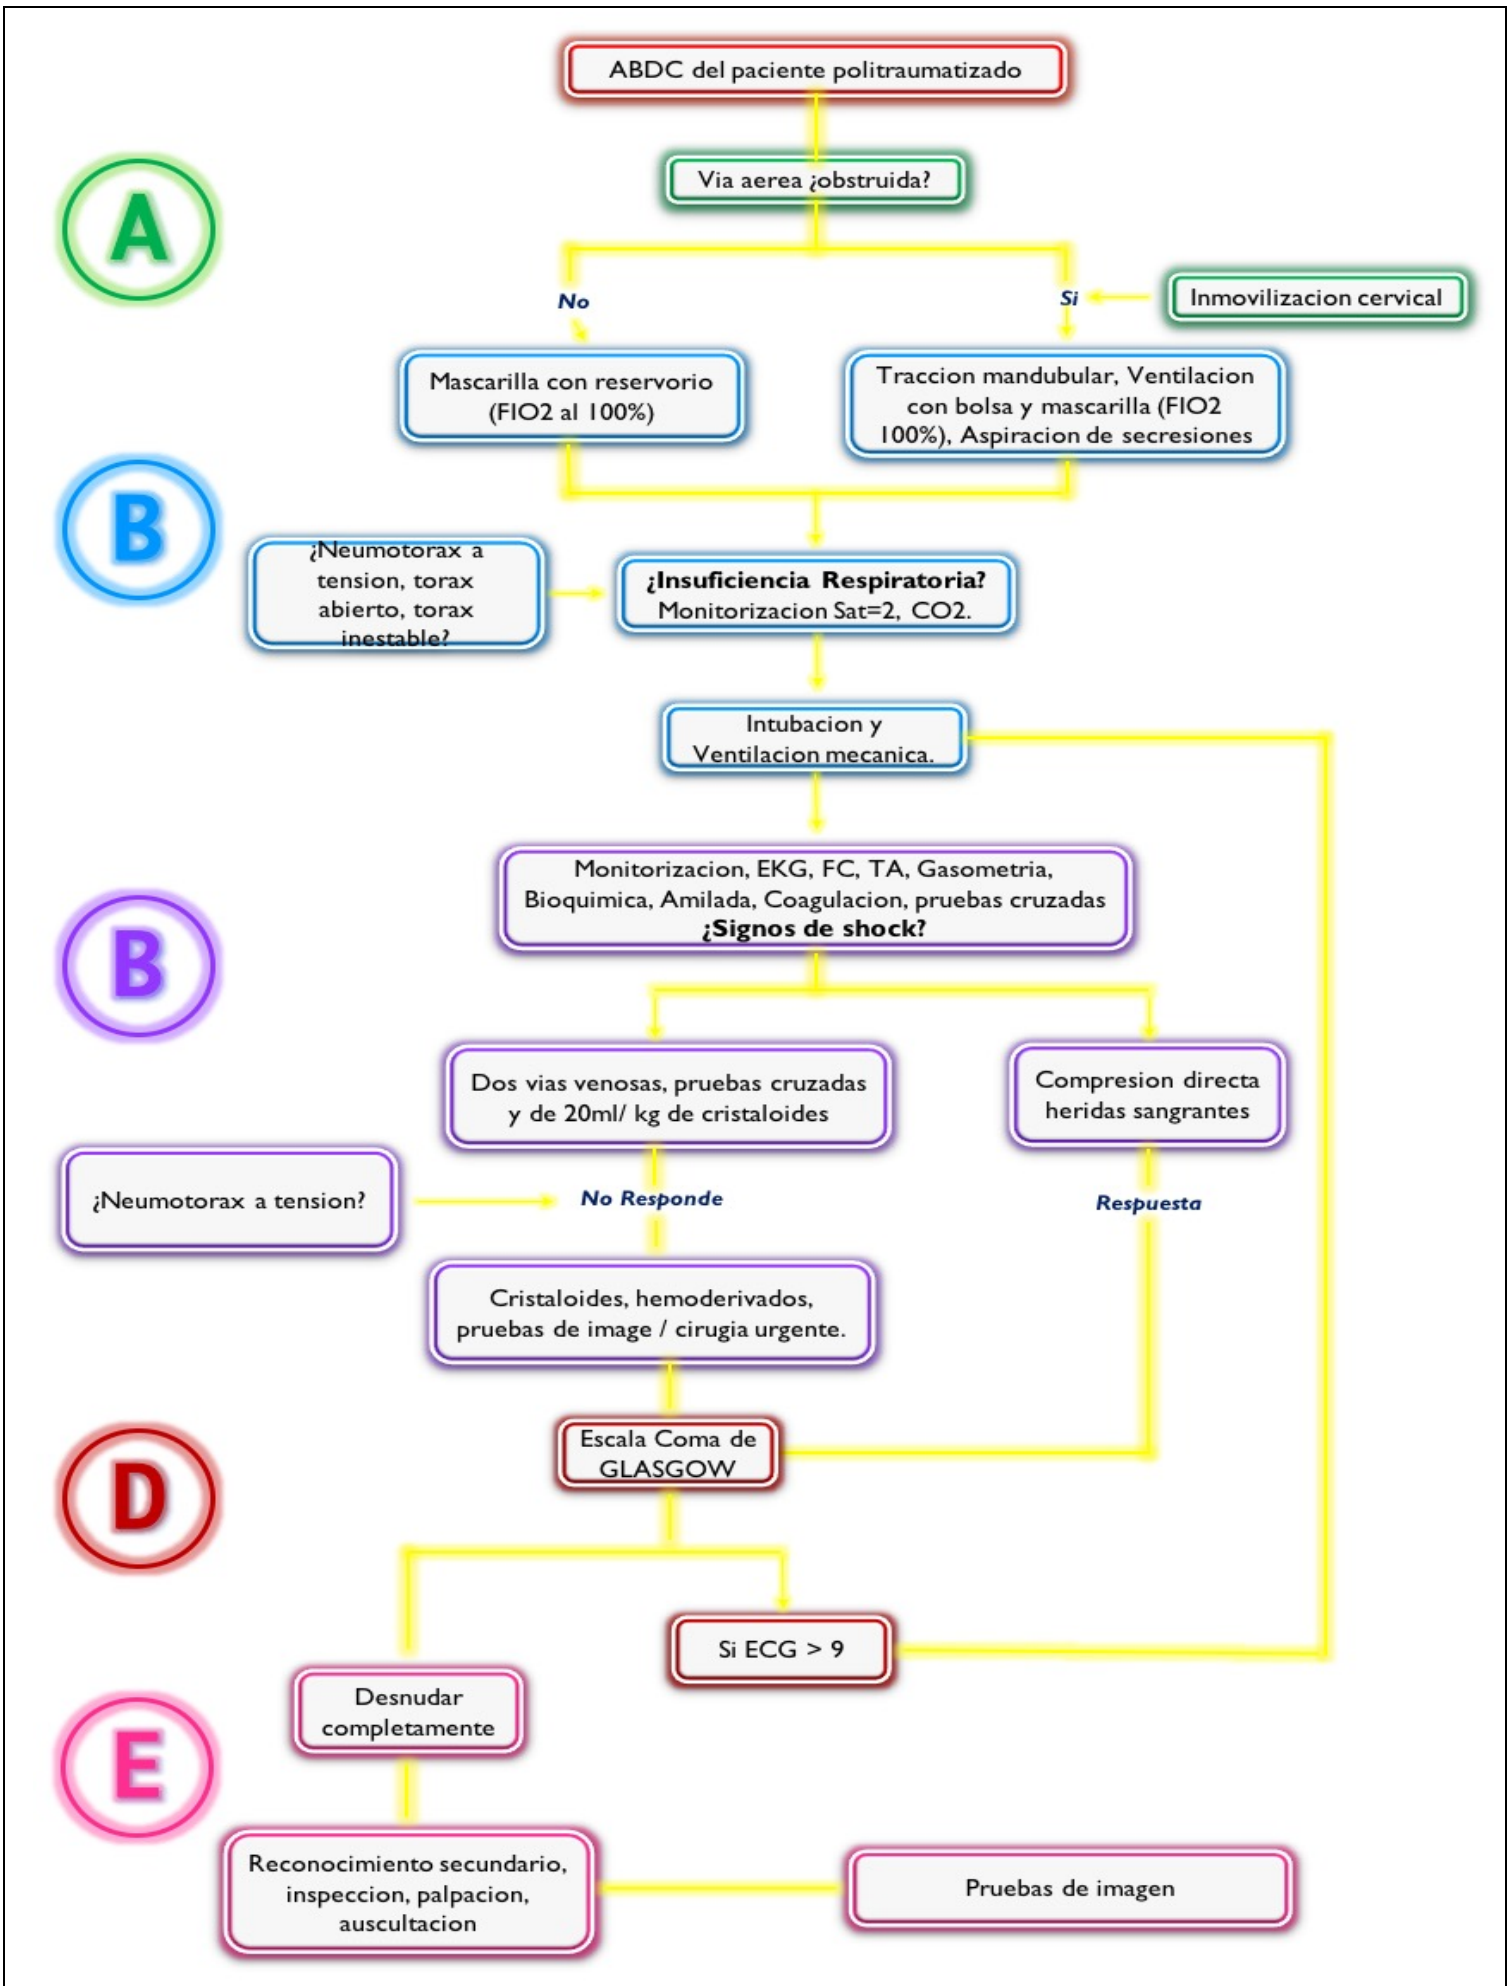 ABDC del paciente politraumatizado
Via aerea ¿obstruida?
A
No
Si
Inmovilizacion cervical
Mascarilla con reservorio
(FIO2 al 100%)
Traccion mandubular, Ventilacion
con bolsa y mascarilla (FIO2
100%), Aspiracion de secresiones
B
¿Neumotorax a
tension, torax
abierto, torax
inestable?
¿Insuficiencia Respiratoria?
Monitorizacion Sat=2, CO2.
Intubacion y
Ventilacion mecanica.
Monitorizacion, EKG, FC, TA, Gasometria,
Bioquimica, Amilada, Coagulacion, pruebas cruzadas
¿Signos de shock?
B
Dos vias venosas, pruebas cruzadas
y de 20ml/ kg de cristaloides
Compresion directa
heridas sangrantes
¿Neumotorax a tension?
No Responde
Respuesta
Cristaloides, hemoderivados,
pruebas de image / cirugia urgente.
Escala Coma de
GLASGOW
D
Si ECG > 9
Desnudar
completamente
E
Reconocimiento secundario,
inspeccion, palpacion,
auscultacion
Pruebas de imagen